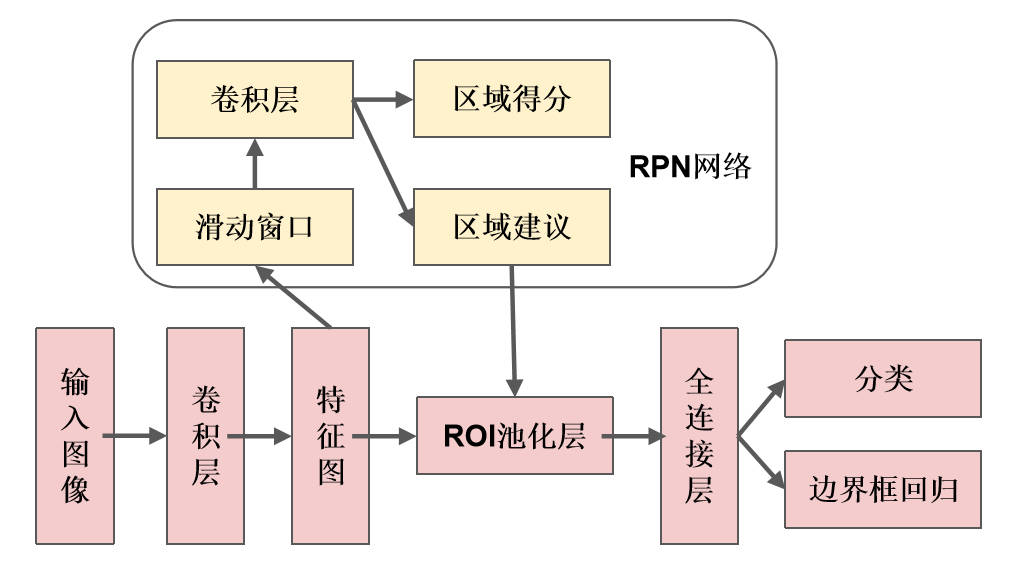 卷积层
区域得分
RPN网络
滑动窗口
区域建议
输入图像
卷积层
特征图
ROI池化层
全连接层
分类
边界框回归